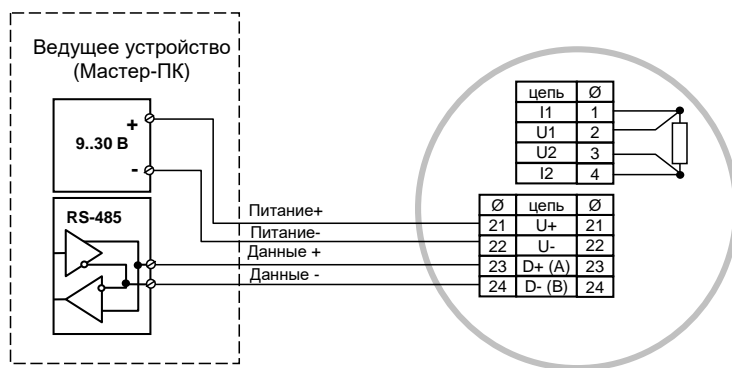 Ведущее устройство
(Мастер-ПК)
+
9..30 В
-
RS-485
Питание+
Питание-
Данные +
Данные -
цепь Ø
I1 1
U1 2
U2 3
I2 4
Ø цепь Ø
21 U+ 21
22 U- 22
23 D+ (A) 23
24 D- (B) 24